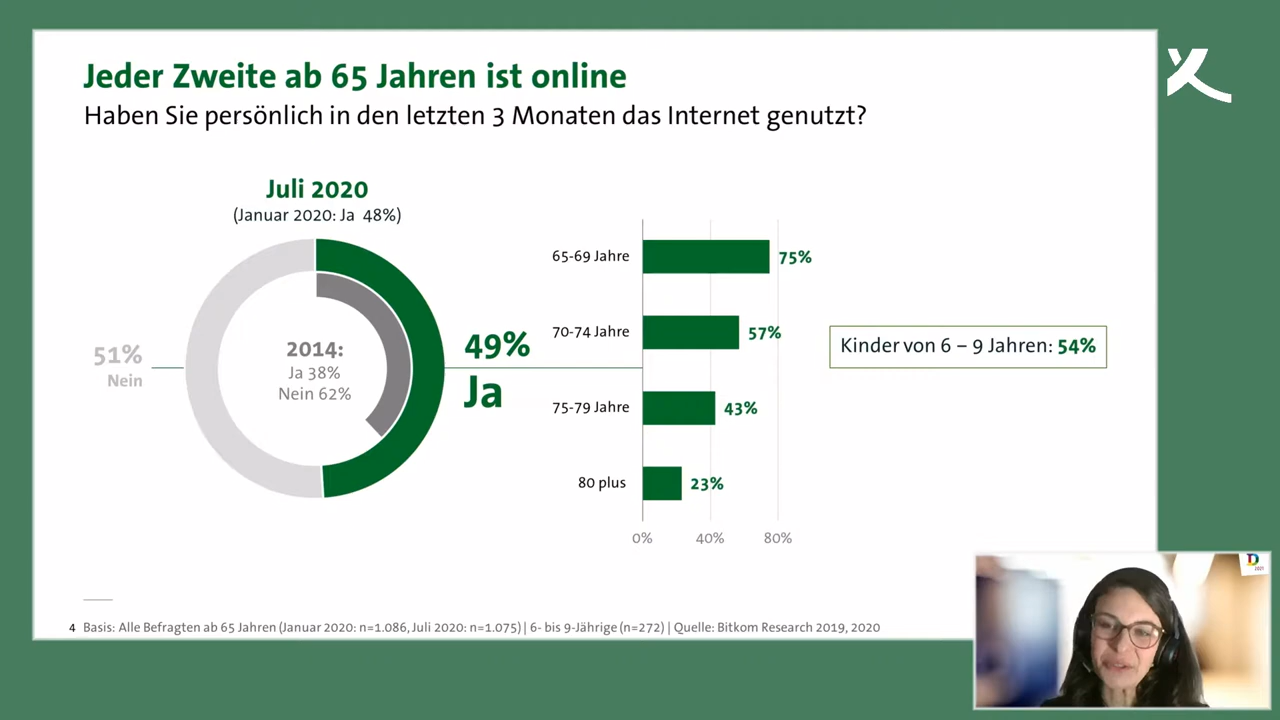 Jeder Zweite ab 65 Jahren ist online
Haben Sie persönlich in den letzten 3 Monaten das Internet genutzt?
Juli 2020
(Januar 2020: Ja 48%)
51%
Nein
2014:
Ja 38%
Nein 62%
49%
Ja
65-69 Jahre
75%
70-74 Jahre
57%
75-79 Jahre
43%
80 plus
23%
0%
40%
80%
Kinder von 6 – 9 Jahren: 54%
4 Basis: Alle Befragten ab 65 Jahren (Januar 2020: n=1.086, Juli 2020: n=1.075) | 6- bis 9-Jährige (n=272) | Quelle: Bitkom Research 2019, 2020
D
2021